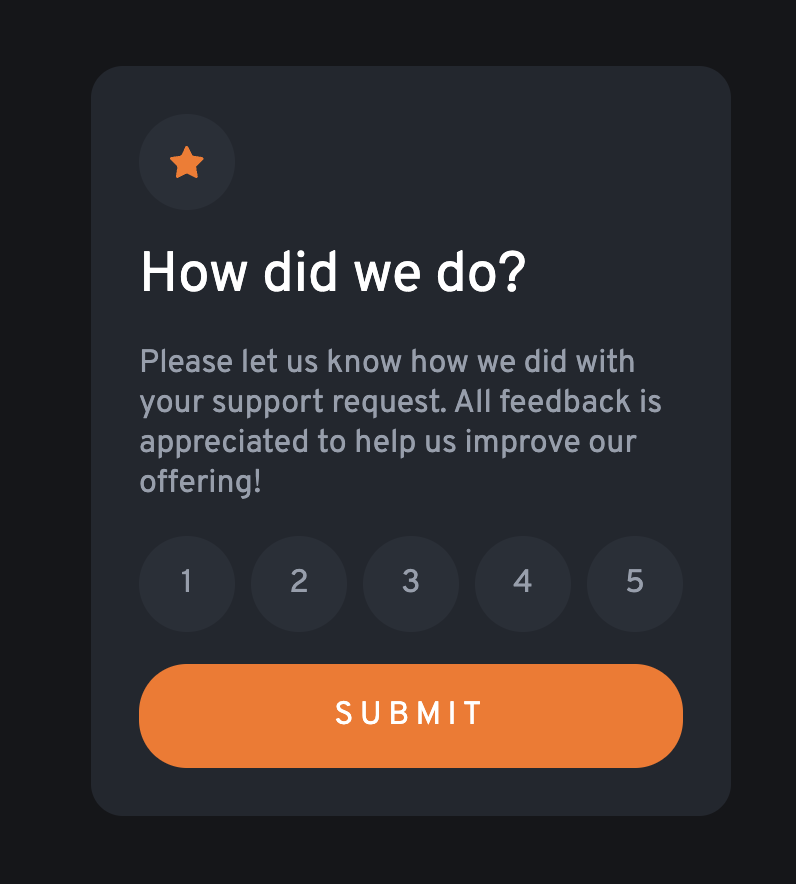 How did we do?
Please let us know how we did with
your support request. All feedback is
appreciated to help us improve our
offering!
1 2 3 4 5
SUBMIT